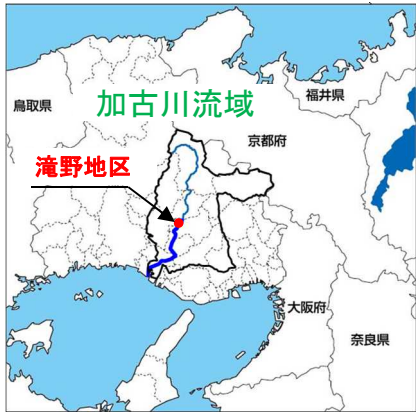 福井県
鳥取県
加古川流域
京都府
滝野地区
大阪府
奈良県